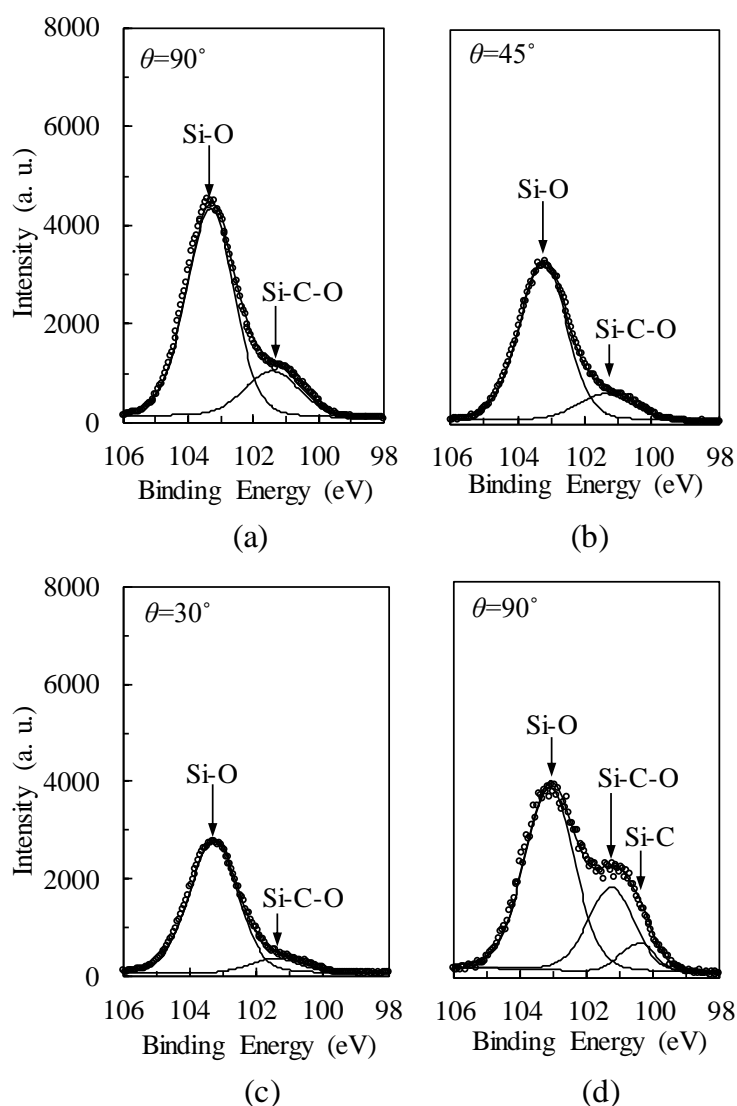 8000
6000
4000
2000
0
Intensity (a. u.)
θ=90˚
Si-O
Si-C-O
106 104 102 100 98
Binding Energy (eV)
(a)
θ=45˚
Si-O
Si-C-O
106 104 102 100 98
Binding Energy (eV)
(b)
8000
6000
4000
2000
0
Intensity (a. u.)
θ=30˚
Si-O
Si-C-O
106 104 102 100 98
Binding Energy (eV)
(c)
θ=90˚
Si-O
Si-C-O
Si-C
106 104 102 100 98
Binding Energy (eV)
(d)